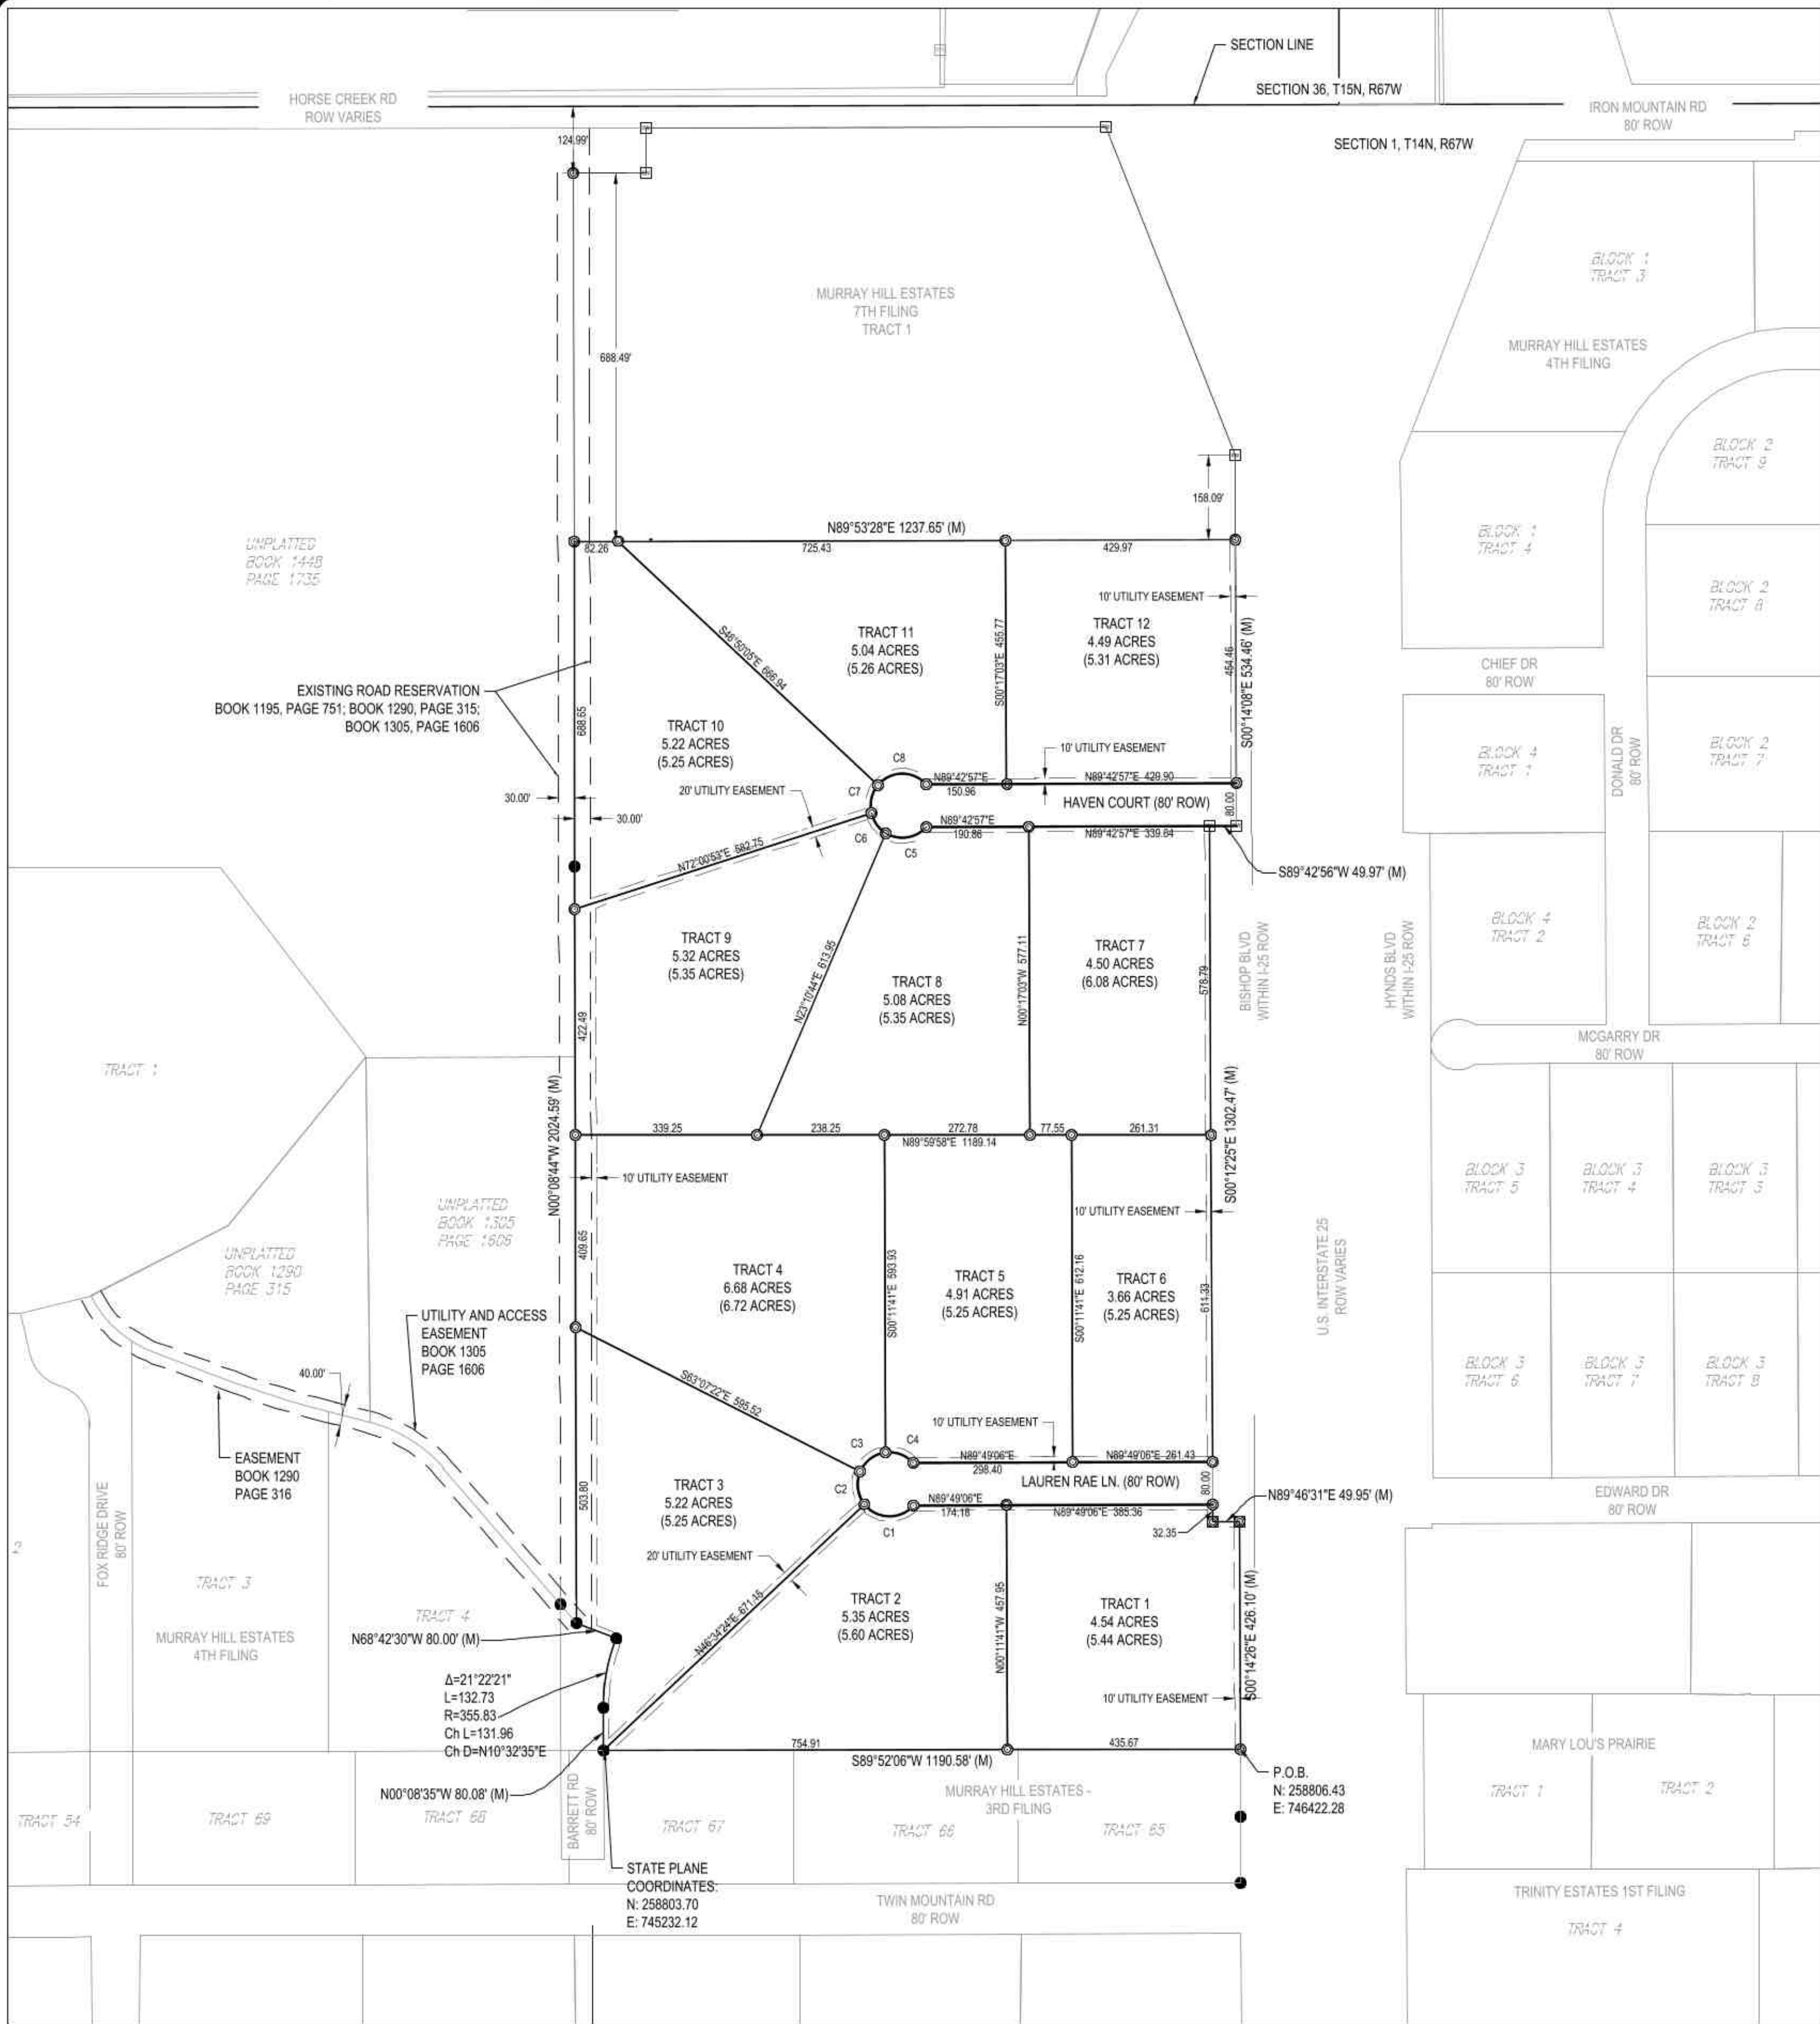 SECTION LINE
SECTION 36, T15N, R67W
HORSE CREEK RD
ROW VARIES
IRON MOUNTAIN RD
80' ROW
SECTION 1, T14N, R67W
124.99'
BLOCK 1
TRACT 3
MURRAY HILL ESTATES
7TH FILING
TRACT 1
MURRAY HILL ESTATES
4TH FILING
688.49'
BLOCK 2
TRACT 9
158.09'
N89°53'28"E 1237.65' (M)
82.26
725.43
429.97
UNPLATTED
BOOK 1448
PAGE 1735
BLOCK 1
TRACT 4
BLOCK 2
TRACT 8
10' UTILITY EASEMENT
TRACT 11
5.04 ACRES
(5.26 ACRES)
TRACT 12
4.49 ACRES
(5.31 ACRES)
S46°50'05"E 666.94
S00°17'03"E 455.77
454.46
S00°14'08"E 534.46' (M)
CHIEF DR
80' ROW
EXISTING ROAD RESERVATION
BOOK 1195, PAGE 751; BOOK 1290, PAGE 315;
BOOK 1305, PAGE 1606
688.65
TRACT 10
5.22 ACRES
(5.25 ACRES)
BLOCK 4
TRACT 1
DONALD DR
80' ROW
BLOCK 2
TRACT 7
10' UTILITY EASEMENT
C8
C7
20' UTILITY EASEMENT
N89°42'57"E
150.96
N89°42'57"E 429.90
30.00'
30.00'
HAVEN COURT (80' ROW)
80.00
N89°42'57"E
190.86
N89°42'57"E 339.64
C6
C5
N72°00'53"E 582.75
S89°42'56"W 49.97' (M)
TRACT 9
5.32 ACRES
(5.35 ACRES)
N23°10'44"E 613.95
TRACT 8
5.08 ACRES
(5.35 ACRES)
N00°17'03"W 577.11
TRACT 7
4.50 ACRES
(6.08 ACRES)
578.79
BISHOP BLVD
WITHIN I-25 ROW
HYNDS BLVD
WITHIN I-25 ROW
BLOCK 4
TRACT 2
BLOCK 2
TRACT 6
422.49
MCGARRY DR
80' ROW
TRACT 1
N00°08'44"W 2024.59' (M)
339.25
238.25
272.78
77.55
261.31
N89°59'58"E 1189.14
S00°12'25"E 1302.47' (M)
10' UTILITY EASEMENT
BLOCK 3
TRACT 5
BLOCK 3
TRACT 4
BLOCK 3
TRACT 3
UNPLATTED
BOOK 1305
PAGE 1606
10' UTILITY EASEMENT
UNPLATTED
BOOK 1290
PAGE 315
409.65
TRACT 4
6.68 ACRES
(6.72 ACRES)
S00°11'41"E 593.93
TRACT 5
4.91 ACRES
(5.25 ACRES)
S00°11'41"E 612.16
TRACT 6
3.66 ACRES
(5.25 ACRES)
611.33
U.S. INTERSTATE 25
ROW VARIES
UTILITY AND ACCESS
EASEMENT
BOOK 1305
PAGE 1606
40.00'
BLOCK 3
TRACT 6
BLOCK 3
TRACT 7
BLOCK 3
TRACT 8
S63°07'22"E 595.52
10' UTILITY EASEMENT
C3
C4
EASEMENT
BOOK 1290
PAGE 316
N89°49'06"E
298.40
N89°49'06"E 261.43
C2
LAUREN RAE LN. (80' ROW)
80.00
503.80
TRACT 3
5.22 ACRES
(5.25 ACRES)
N89°49'06"E
174.18
N89°49'06"E 385.36
N89°46'31"E 49.95' (M)
C1
32.35
EDWARD DR
80' ROW
FOX RIDGE DRIVE
80' ROW
2
20' UTILITY EASEMENT
TRACT 3
MURRAY HILL ESTATES
4TH FILING
TRACT 4
N68°42'30"W 80.00' (M)
N46°34'24"E 671.15
TRACT 2
5.35 ACRES
(5.60 ACRES)
N00°11'41"W 457.95
TRACT 1
4.54 ACRES
(5.44 ACRES)
S00°14'26"E 426.10' (M)
Δ=21°22'21"
L=132.73
R=355.83
Ch L=131.96
Ch D=N10°32'35"E
10' UTILITY EASEMENT
754.91
435.67
S89°52'06"W 1190.58' (M)
MARY LOU'S PRAIRIE
N00°08'35"W 80.08' (M)
BARRETT RD
80' ROW
MURRAY HILL ESTATES -
3RD FILING
P.O.B.
N: 258806.43
E: 746422.28
TRACT 1
TRACT 2
TRACT 54
TRACT 69
TRACT 68
TRACT 67
TRACT 66
TRACT 65
STATE PLANE
COORDINATES:
N: 258803.70
E: 745232.12
TWIN MOUNTAIN RD
80' ROW
TRINITY ESTATES 1ST FILING
TRACT 4